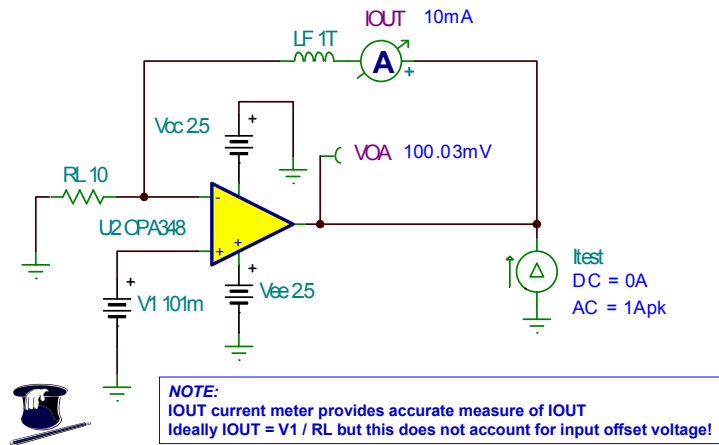 IOUT 10mA
LF 1T
A
+
+
Vcc 2.5
VOA 100.03mV
RL 10
-
U2 OPA348
+
+
Itest
+
+
DC = 0A
V1 101m
Vee 2.5
AC = 1Apk
NOTE:
IOUT current meter provides accurate measure of IOUT
Ideally IOUT = V1 / RL but this does not account for input offset voltage!